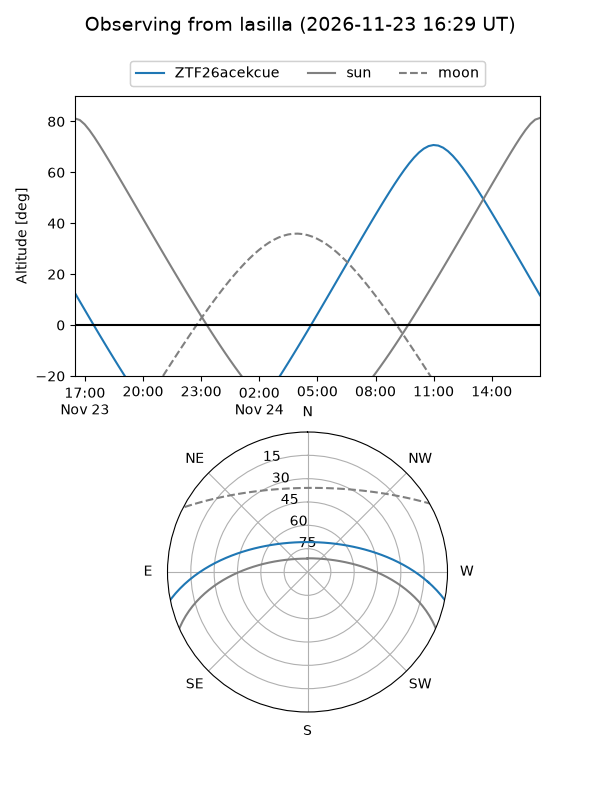 Observing from lasilla (2026-11-23 16:29 UT)
ZTF26acekcue sun moon
Altitude [deg]
80
60
40
20
0
−20
17:00 20:00 23:00 02:00 05:00 08:00 11:00 14:00
Nov 23 Nov 24
N
NE NW
15
30
45
60
75
E W
SE SW
S